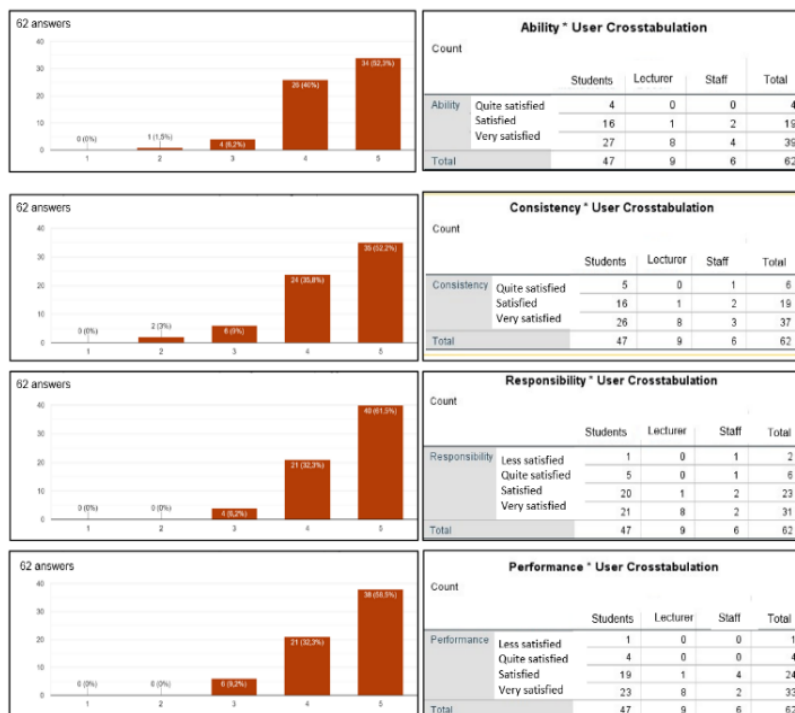 62 answers
40
30
20
10
0
0 (0%)
1 (1,5%)
4 (6,2%)
26 (40%)
34 (52,3%)
1 2 3 4 5
Ability * User Crosstabulation
Count
Students Lecturer Staff Total
Ability Quite satisfied 4 0 0 4
Satisfied 16 1 2 19
Very satisfied 27 8 4 39
Total 47 9 6 62
62 answers
40
30
20
10
0
0 (0%)
2 (3%)
6 (9%)
24 (35,8%)
35 (52,2%)
1 2 3 4 5
Consistency * User Crosstabulation
Count
Students Lecturer Staff Total
Consistency Quite satisfied 5 0 1 6
Satisfied 16 1 2 19
Very satisfied 26 8 3 37
Total 47 9 6 62
62 answers
40
30
20
10
0
0 (0%)
0 (0%)
4 (6,2%)
21 (32,3%)
40 (61,5%)
1 2 3 4 5
Responsibility * User Crosstabulation
Count
Students Lecturer Staff Total
Responsibility Less satisfied 1 0 1 2
Quite satisfied 5 0 1 6
Satisfied 20 1 2 23
Very satisfied 21 8 2 31
Total 47 9 6 62
62 answers
40
30
20
10
0
0 (0%)
0 (0%)
6 (9,2%)
21 (32,3%)
38 (58,5%)
1 2 3 4 5
Performance * User Crosstabulation
Count
Students Lecturer Staff Total
Performance Less satisfied 1 0 0 1
Quite satisfied 4 0 0 4
Satisfied 19 1 4 24
Very satisfied 23 8 2 33
Total 47 9 6 62